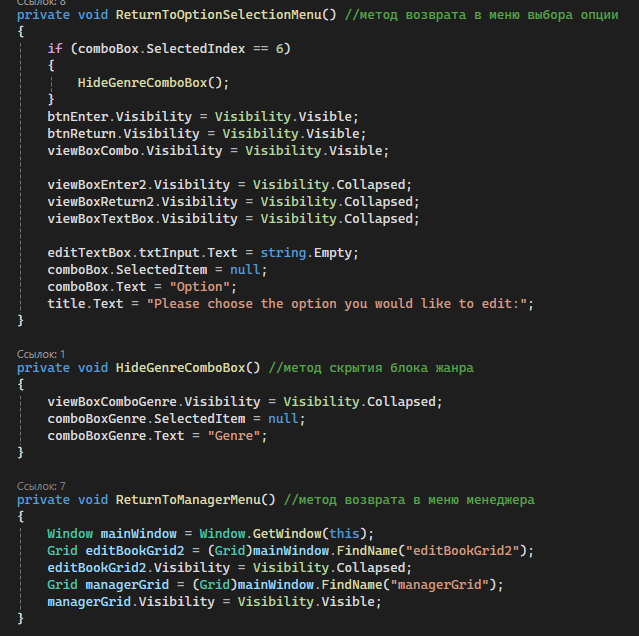 Ссылок: 8
private void ReturnToOptionSelectionMenu() //метод возврата в меню выбора опции
{
if (comboBox.SelectedIndex == 6)
{
HideGenreComboBox();
}
btnEnter.Visibility = Visibility.Visible;
btnReturn.Visibility = Visibility.Visible;
viewBoxCombo.Visibility = Visibility.Visible;
viewBoxEnter2.Visibility = Visibility.Collapsed;
viewBoxReturn2.Visibility = Visibility.Collapsed;
viewBoxTextBox.Visibility = Visibility.Collapsed;
editTextBox.txtInput.Text = string.Empty;
comboBox.SelectedItem = null;
comboBox.Text = "Option";
title.Text = "Please choose the option you would like to edit:";
}
Ссылок: 1
private void HideGenreComboBox() //метод скрытия блока жанра
{
viewBoxComboGenre.Visibility = Visibility.Collapsed;
comboBoxGenre.SelectedItem = null;
comboBoxGenre.Text = "Genre";
}
Ссылок: 7
private void ReturnToManagerMenu() //метод возврата в меню менеджера
{
Window mainWindow = Window.GetWindow(this);
Grid editBookGrid2 = (Grid)mainWindow.FindName("editBookGrid2");
editBookGrid2.Visibility = Visibility.Collapsed;
Grid managerGrid = (Grid)mainWindow.FindName("managerGrid");
managerGrid.Visibility = Visibility.Visible;
}